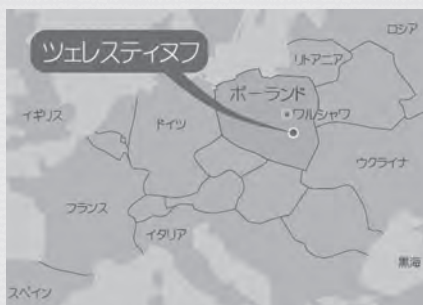 ロシア
ツェレスティヌフ
リトアニア
ポーランド
イギリス
ワルシャワ
ドイツ
ウクライナ
フランス
イタリア
黒海
スペイン